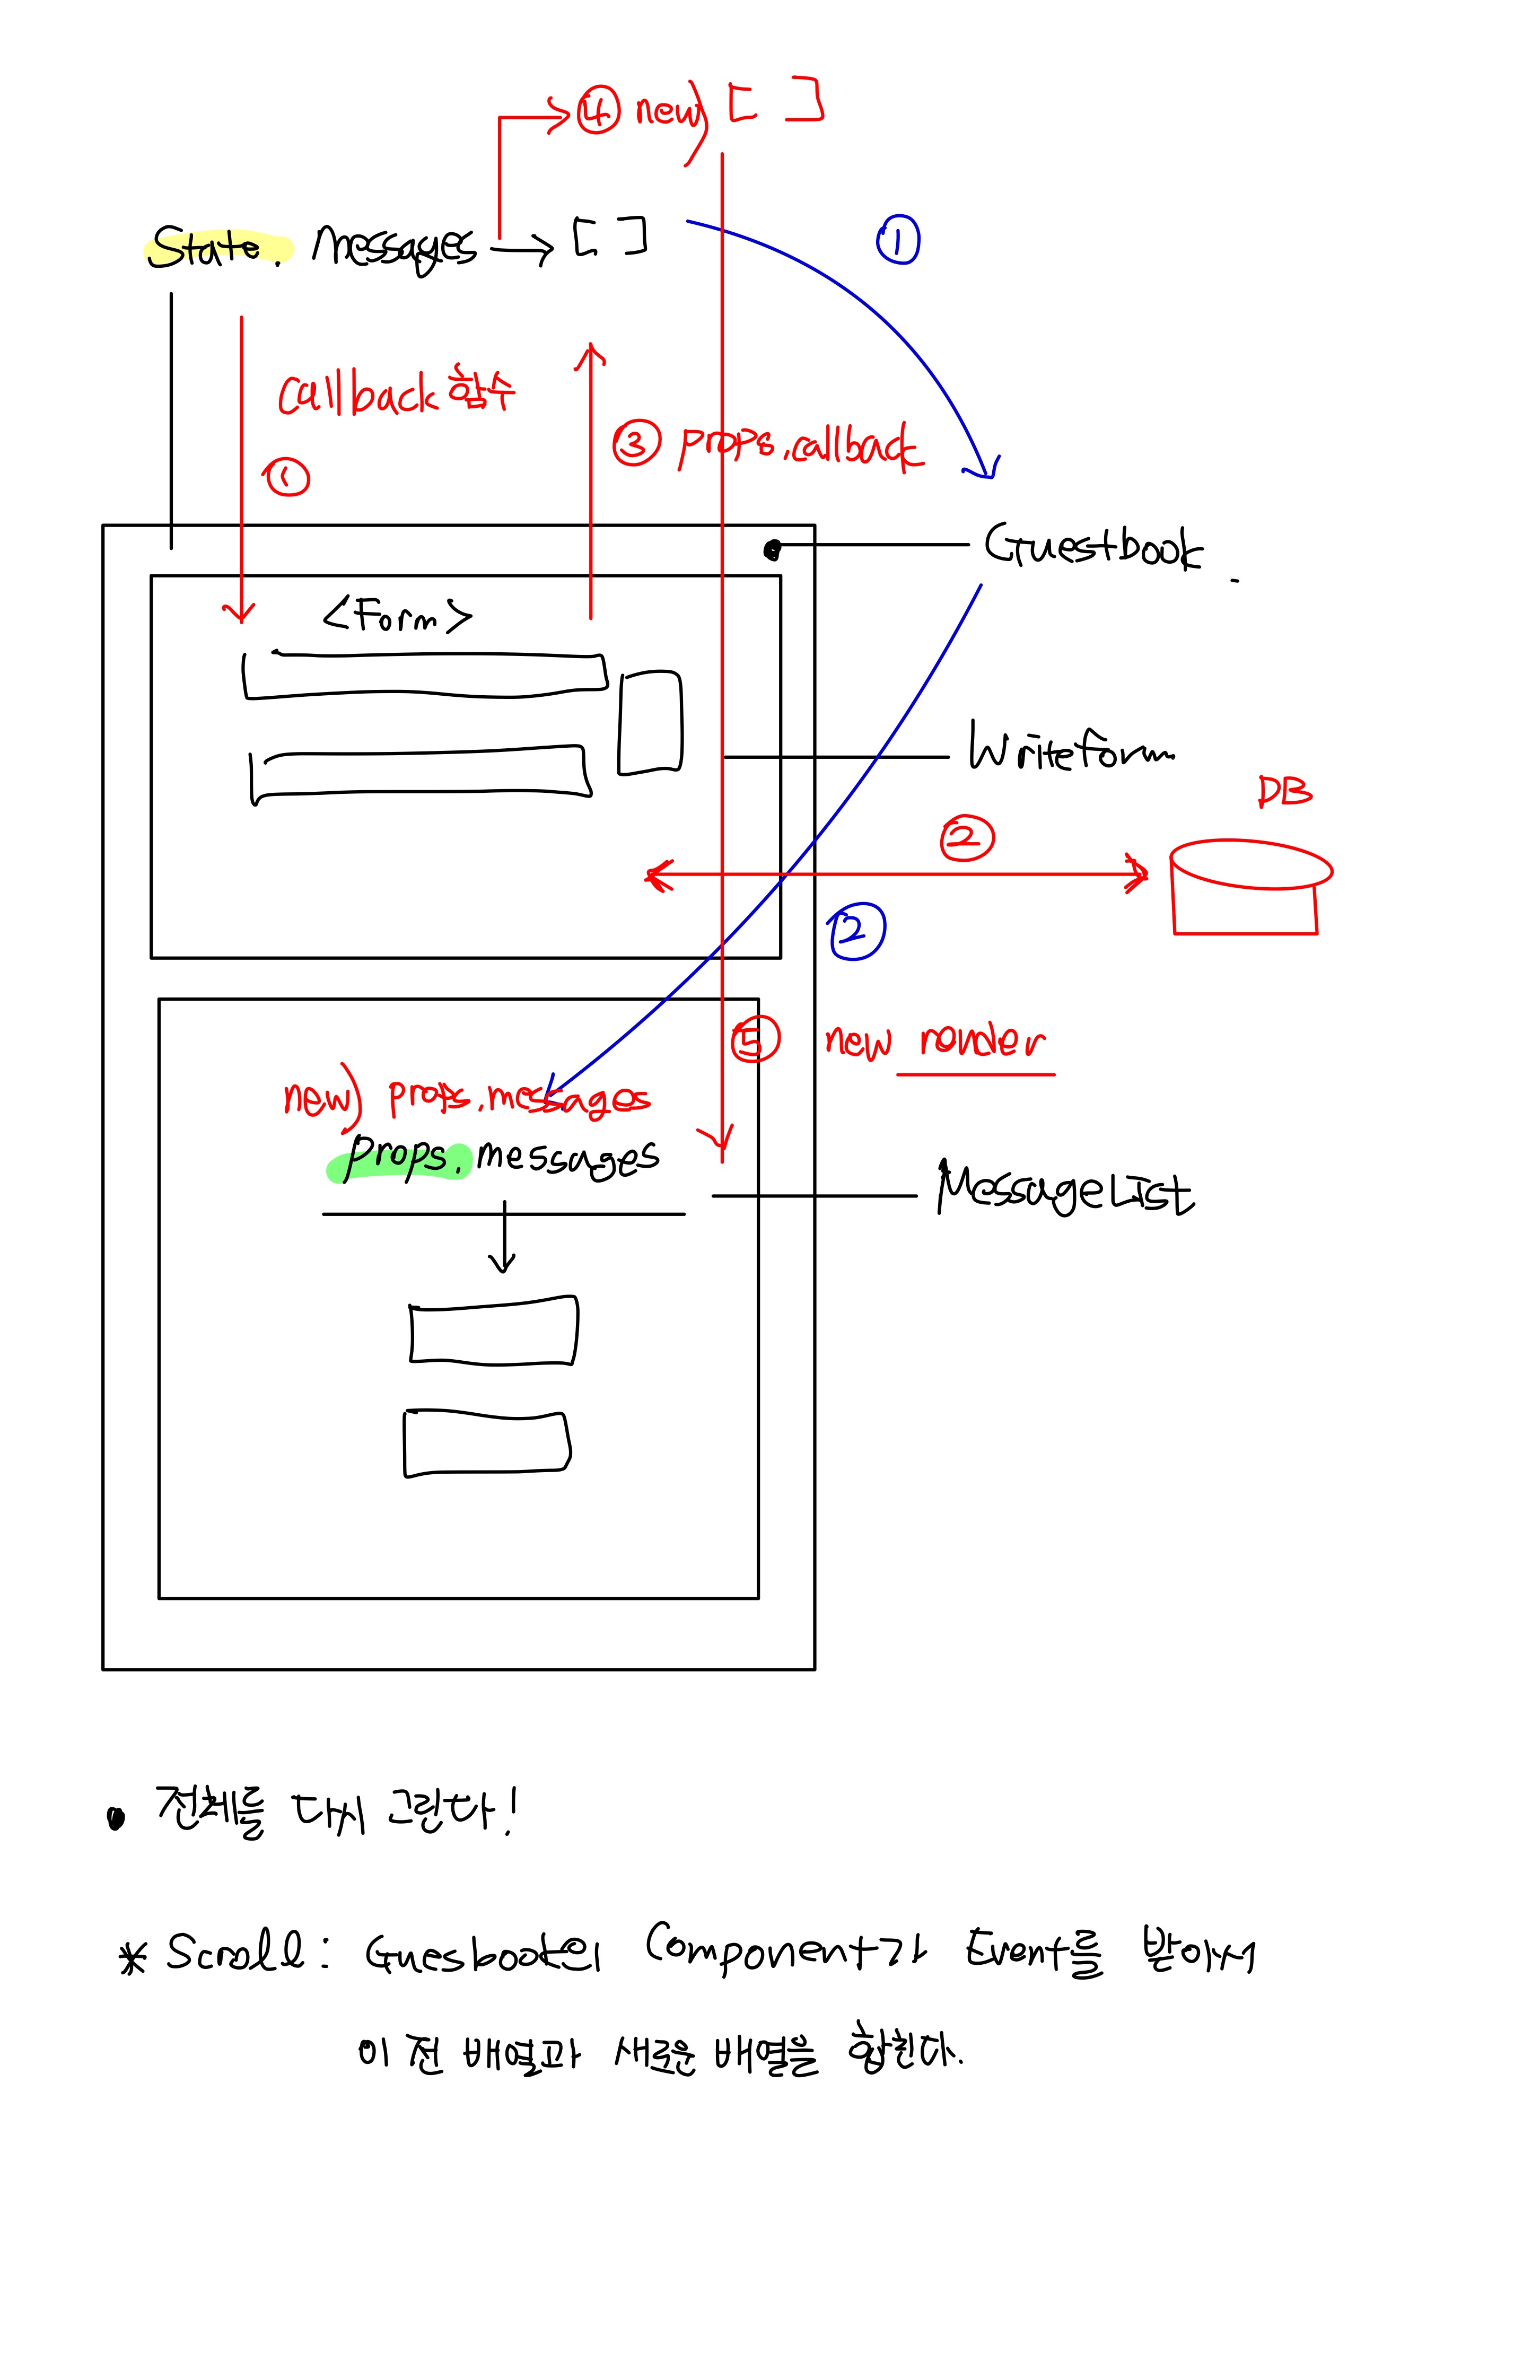 ④ new) [ ]
State. Messages → [ ]
①
callback 함수
①
③ props.callback
Guestbook.
<Form>
Writeform
DB
②
②
⑤ new render
new) props.messages
props.messages
MessageList
• 전체를 다시 그린다!
* Scroll : Guesbook의 Component가 Event를 받아서
이전 배열과 새로운 배열을 합친다.